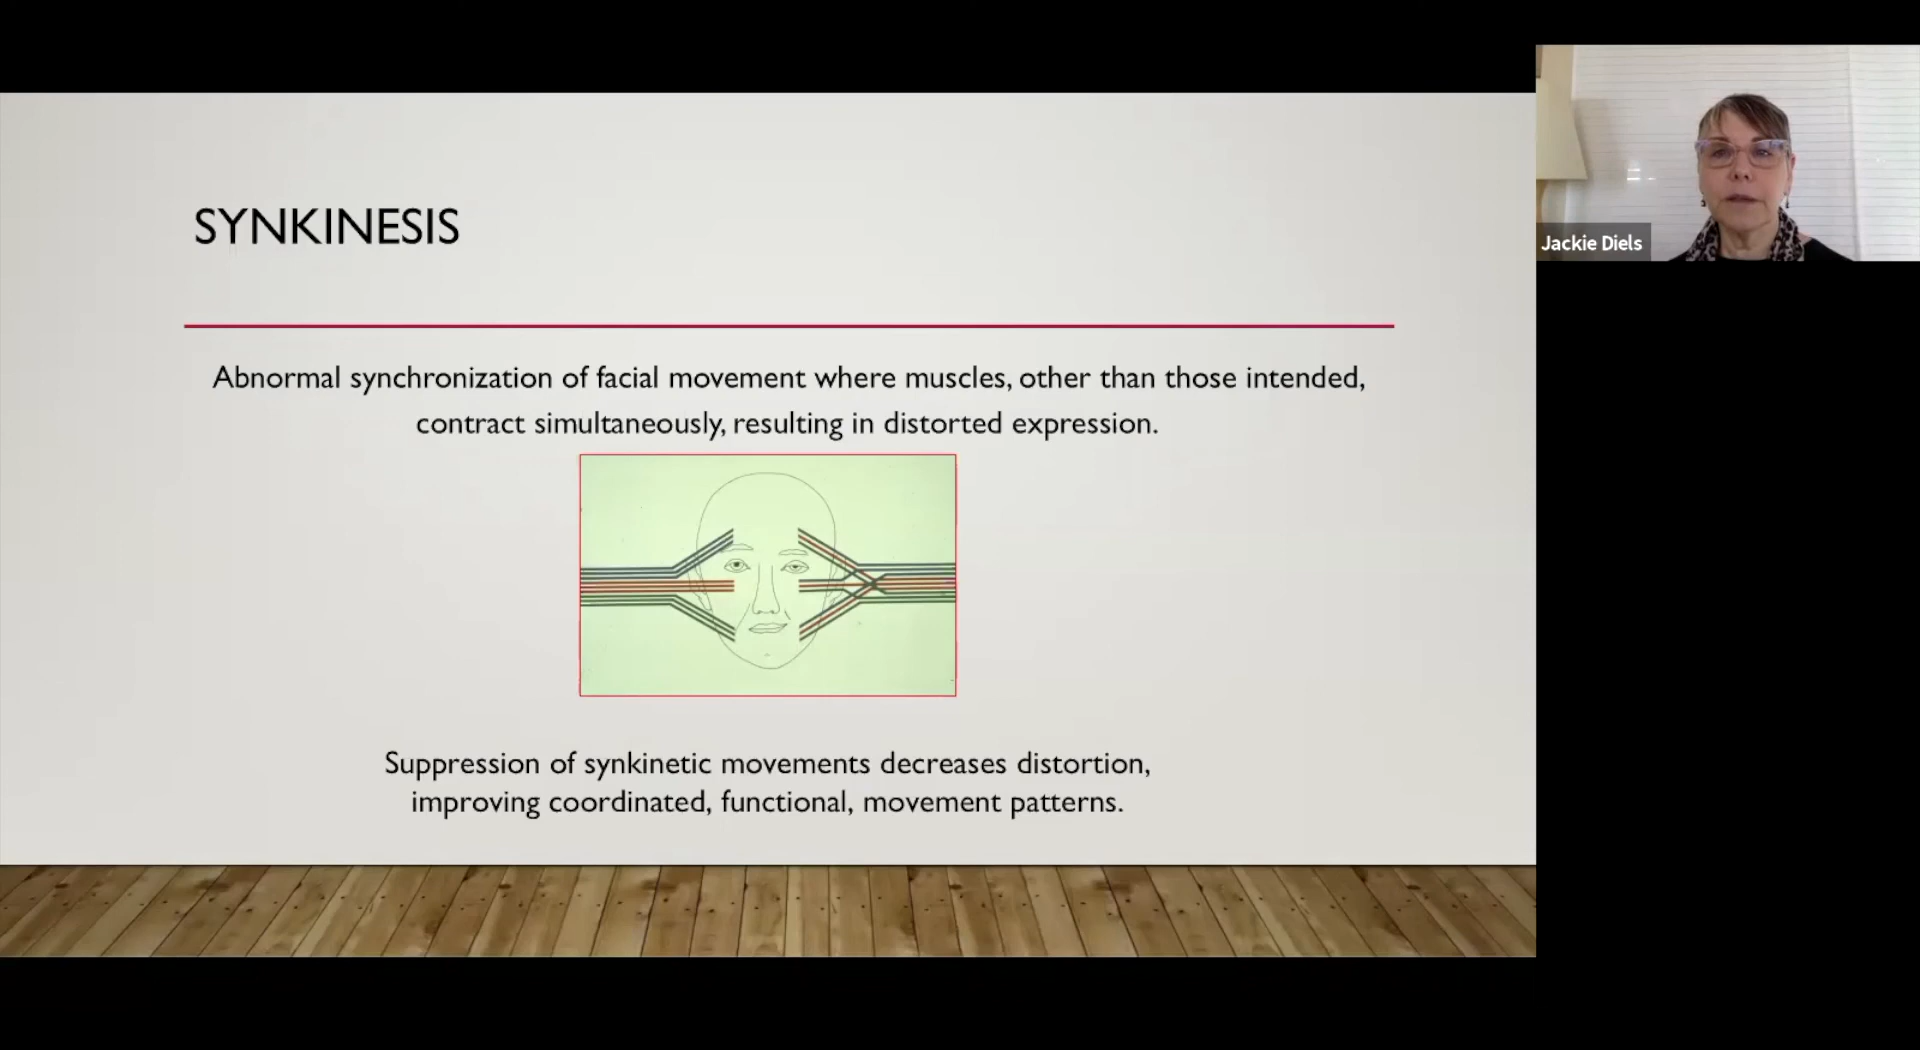 SYNKINESIS
Abnormal synchronization of facial movement where muscles, other than those intended,
contract simultaneously, resulting in distorted expression.
Suppression of synkinetic movements decreases distortion,
improving coordinated, functional, movement patterns.
Jackie Diels